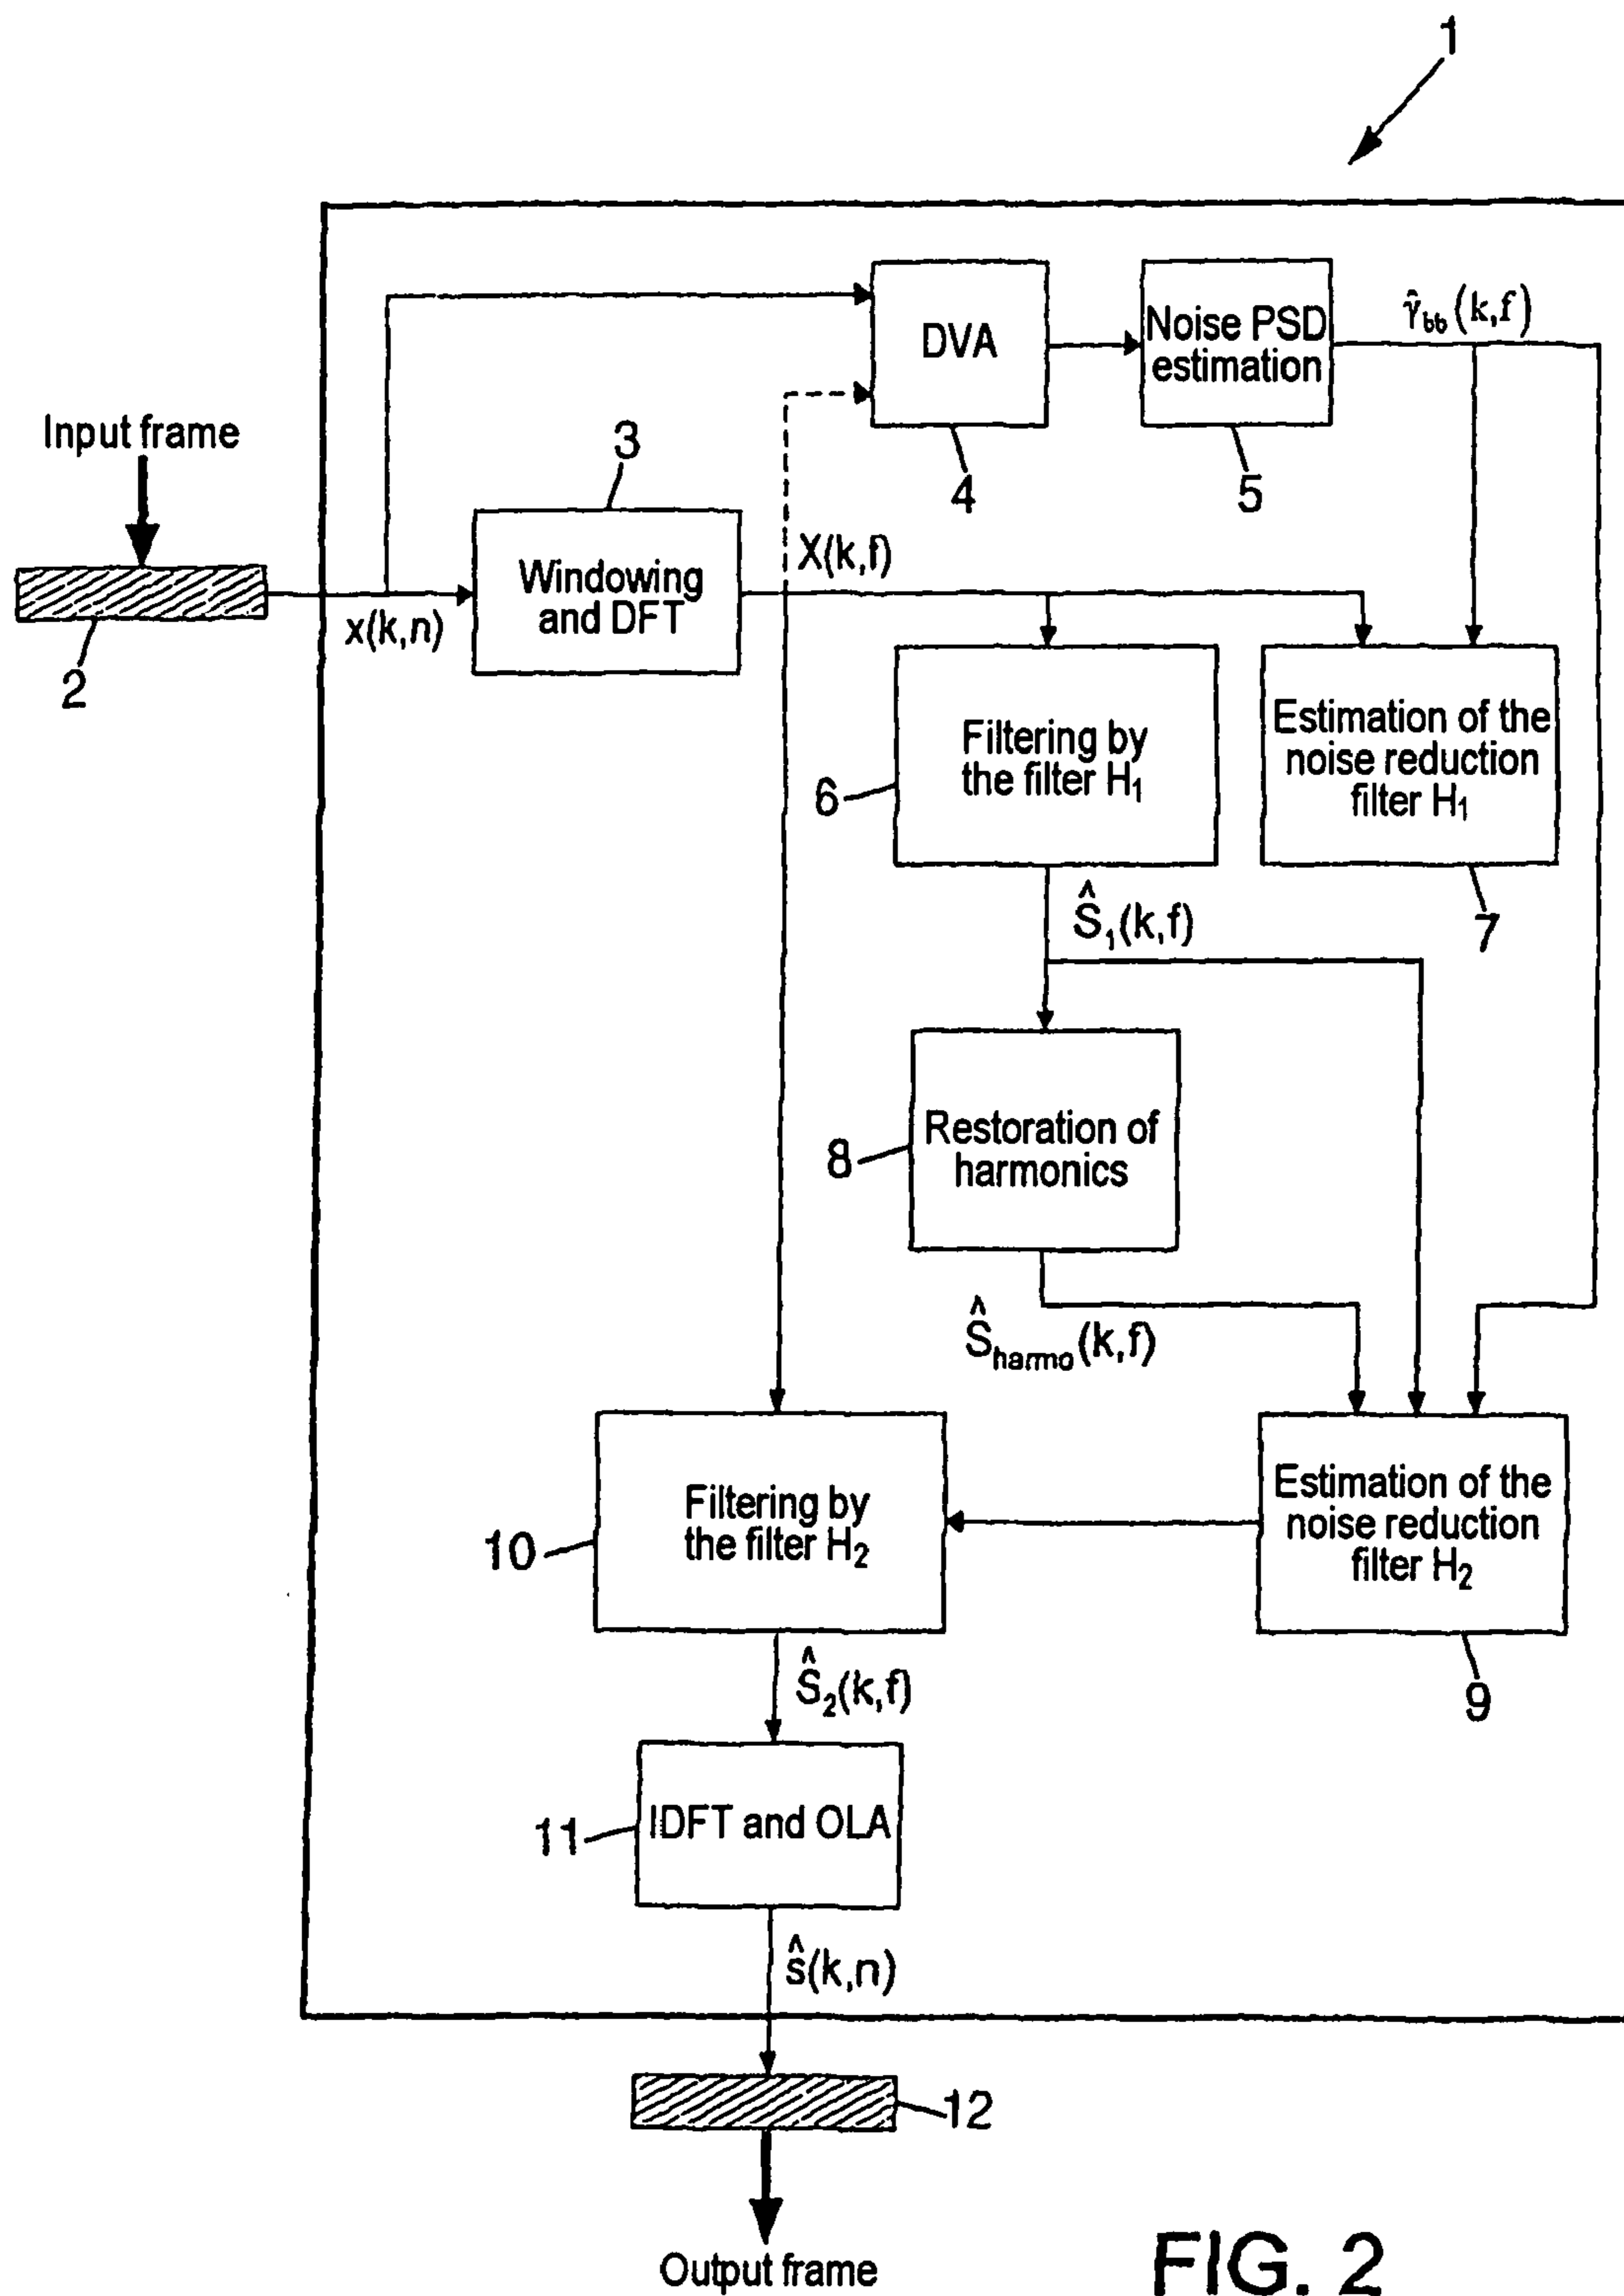 1
DVA
Noise PSD
estimation
γ̂bb(k,f)
Input frame
3
4
5
Windowing
and DFT
X(k,f)
x(k,n)
2
Filtering by
the filter H₁
6
Estimation of the
noise reduction
filter H₁
7
Ŝ₁(k,f)
Restoration of
harmonics
8
Ŝharmo(k,f)
Filtering by
the filter H₂
10
Estimation of the
noise reduction
filter H₂
9
Ŝ₂(k,f)
IDFT and OLA
11
ŝ(k,n)
12
Output frame
FIG. 2